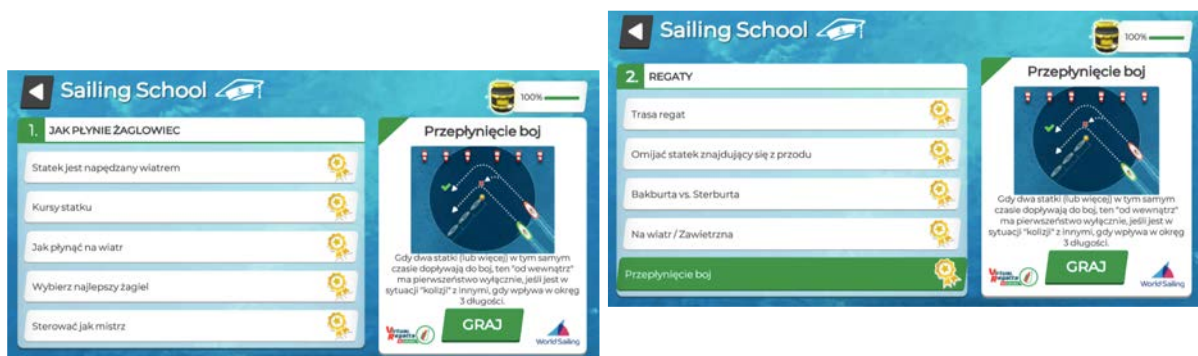 Sailing School
100%
1. JAK PŁYNIE ŻAGLOWIEC
Statek jest napędzany wiatrem
Kursy statku
Jak płynąć na wiatr
Wybierz najlepszy żagiel
Sterować jak mistrz
Przepłynięcie boj
Gdy dwa statki (lub więcej) w tym samym
czasie dopływają do boj, ten "od wewnątrz"
ma pierwszeństwo wyłącznie, jeśli jest w
sytuacji "kolizji" z innymi, gdy wpływa w okręg
3 długości.
GRAJ
Virtual
Regatta
World Sailing
Sailing School
100%
2. REGATY
Trasa regat
Omijać statek znajdujący się z przodu
Bakburta vs. Sterburta
Na wiatr / Zawietrzna
Przepłynięcie boj
Przepłynięcie boj
Gdy dwa statki (lub więcej) w tym samym
czasie dopływają do boj, ten "od wewnątrz"
ma pierwszeństwo wyłącznie, jeśli jest w
sytuacji "kolizji" z innymi, gdy wpływa w okręg
3 długości.
GRAJ
Virtual
Regatta
World Sailing